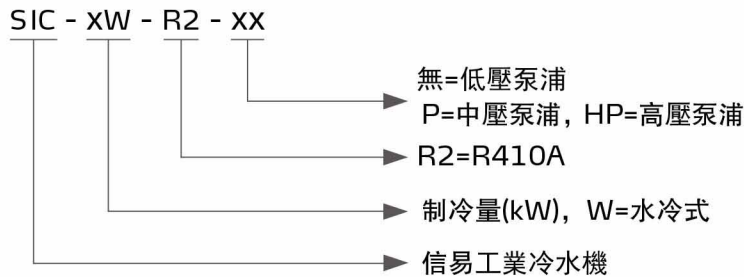 SIC - xW - R2 - xx
無=低壓泵浦
P=中壓泵浦, HP=高壓泵浦
R2=R410A
制冷量(kW), W=水冷式
信易工業冷水機